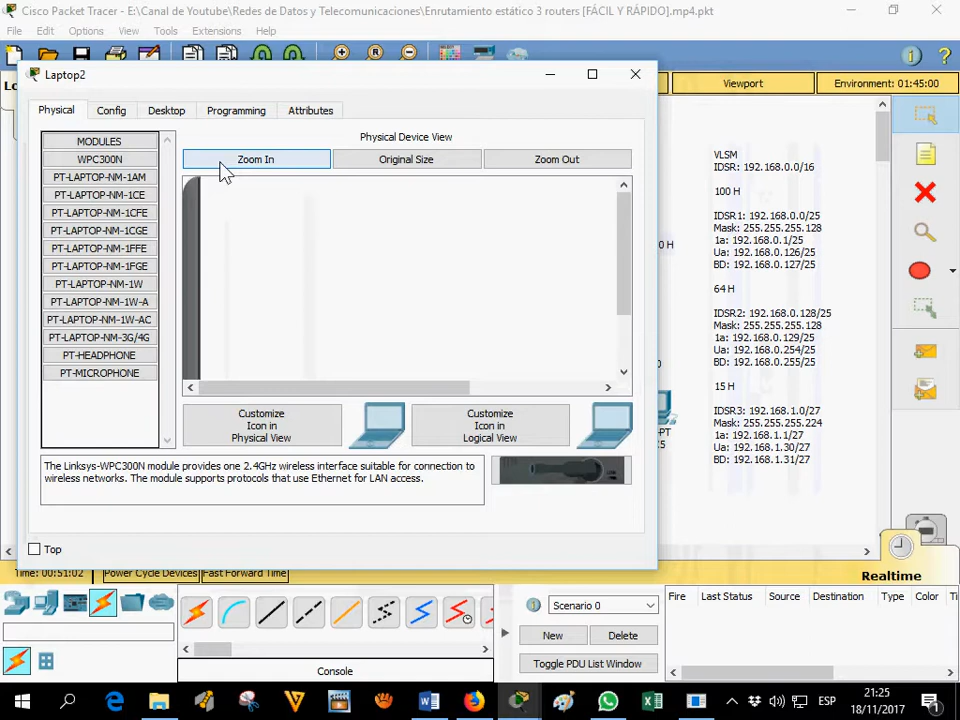 Cisco Packet Tracer - E:\Canal de Youtube\Redes de Datos y Telecomunicaciones\Enrutamiento estático 3 routers [FÁCIL Y RÁPIDO].mp4.pkt
File Edit Options View Tools Extensions Help
Viewport
Environment: 01:45:00
Laptop2
Physical
Config
Desktop
Programming
Attributes
MODULES
WPC300N
PT-LAPTOP-NM-1AM
PT-LAPTOP-NM-1CE
PT-LAPTOP-NM-1CFE
PT-LAPTOP-NM-1CGE
PT-LAPTOP-NM-1FFE
PT-LAPTOP-NM-1FGE
PT-LAPTOP-NM-1W
PT-LAPTOP-NM-1W-A
PT-LAPTOP-NM-1W-AC
PT-LAPTOP-NM-3G/4G
PT-HEADPHONE
PT-MICROPHONE
Physical Device View
Zoom In
Original Size
Zoom Out
Customize
Icon in
Physical View
Customize
Icon in
Logical View
The Linksys-WPC300N module provides one 2.4GHz wireless interface suitable for connection to
wireless networks. The module supports protocols that use Ethernet for LAN access.
Top
VLSM
IDSR: 192.168.0.0/16
100 H
IDSR1: 192.168.0.0/25
Mask: 255.255.255.128
1a: 192.168.0.1/25
Ua: 192.168.0.126/25
BD: 192.168.0.127/25
64 H
IDSR2: 192.168.0.128/25
Mask: 255.255.255.128
1a: 192.168.0.129/25
Ua: 192.168.0.254/25
BD: 192.168.0.255/25
15 H
IDSR3: 192.168.1.0/27
Mask: 255.255.255.224
1a: 192.168.1.1/27
Ua: 192.168.1.30/27
BD: 192.168.1.31/27
0 H
Time: 00:51:02
Power Cycle Devices
Fast Forward Time
Realtime
Console
Scenario 0
New
Delete
Toggle PDU List Window
Fire
Last Status
Source
Destination
Type
Color
ESP
21:25
18/11/2017